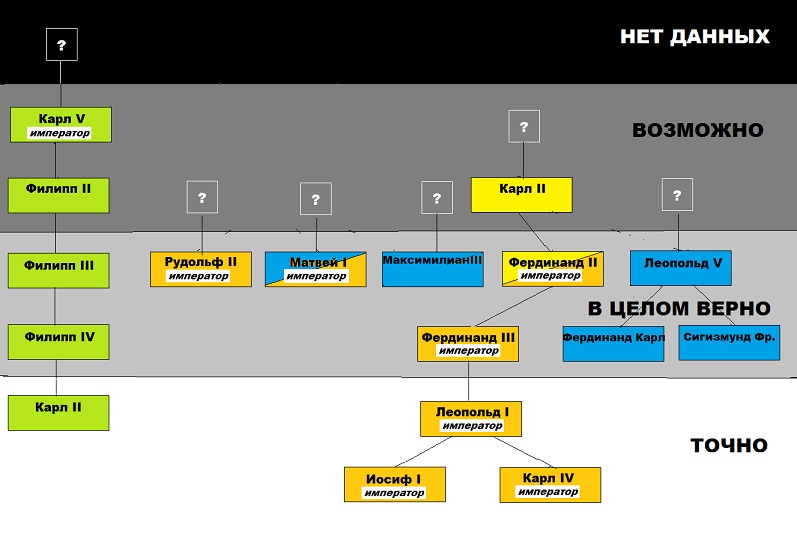 НЕТ ДАННЫХ
?
Карл V
император
?
ВОЗМОЖНО
Филипп II
?
?
?
Карл II
?
Филипп III
Рудольф II
император
Матвей I
император
МаксимилианIII
Фердинанд II
император
Леопольд V
В ЦЕЛОМ ВЕРНО
Филипп IV
Фердинанд III
император
Фердинанд Карл
Сигизмунд Фр.
Карл II
Леопольд I
император
ТОЧНО
Иосиф I
император
Карл IV
император